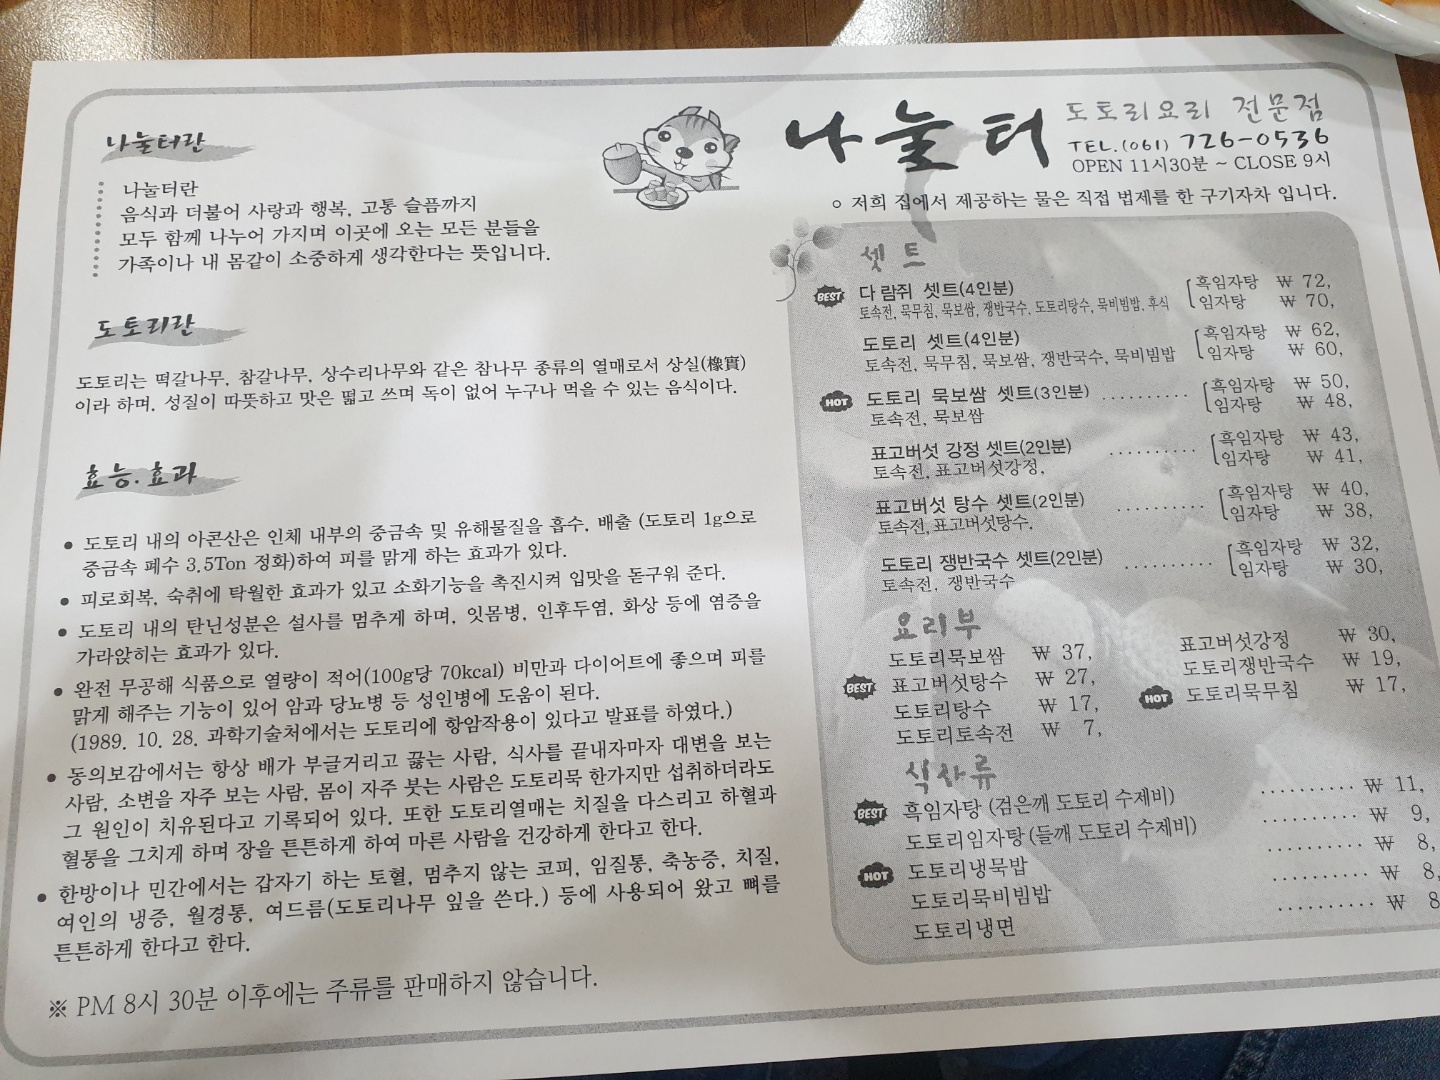 나눌터란
나눌터란
음식과 더불어 사랑과 행복, 고통 슬픔까지
모두 함께 나누어 가지며 이곳에 오는 모든 분들을
가족이나 내 몸같이 소중하게 생각한다는 뜻입니다.
도토리란
도토리는 떡갈나무, 참갈나무, 상수리나무와 같은 참나무 종류의 열매로서 상실(橡實)
이라 하며, 성질이 따뜻하고 맛은 떫고 쓰며 독이 없어 누구나 먹을 수 있는 음식이다.
효능.효과
● 도토리 내의 아콘산은 인체 내부의 중금속 및 유해물질을 흡수, 배출 (도토리 1g으로
중금속 폐수 3.5Ton 정화)하여 피를 맑게 하는 효과가 있다.
● 피로회복, 숙취에 탁월한 효과가 있고 소화기능을 촉진시켜 입맛을 돋구워 준다.
● 도토리 내의 탄닌성분은 설사를 멈추게 하며, 잇몸병, 인후두염, 화상 등에 염증을
가라앉히는 효과가 있다.
● 완전 무공해 식품으로 열량이 적어(100g당 70kcal) 비만과 다이어트에 좋으며 피를
맑게 해주는 기능이 있어 암과 당뇨병 등 성인병에 도움이 된다.
(1989. 10. 28. 과학기술처에서는 도토리에 항암작용이 있다고 발표를 하였다.)
● 동의보감에서는 항상 배가 부글거리고 끓는 사람, 식사를 끝내자마자 대변을 보는
사람, 소변을 자주 보는 사람, 몸이 자주 붓는 사람은 도토리묵 한가지만 섭취하더라도
그 원인이 치유된다고 기록되어 있다. 또한 도토리열매는 치질을 다스리고 하혈과
혈통을 그치게 하며 장을 튼튼하게 하여 마른 사람을 건강하게 한다고 한다.
● 한방이나 민간에서는 갑자기 하는 토혈, 멈추지 않는 코피, 임질통, 축농증, 치질,
여인의 냉증, 월경통, 여드름(도토리나무 잎을 쓴다.) 등에 사용되어 왔고 뼈를
튼튼하게 한다고 한다.
※ PM 8시 30분 이후에는 주류를 판매하지 않습니다.
나눌터 도토리요리 전문점
TEL.(061) 726-0536
OPEN 11시30분 ~ CLOSE 9시
○ 저희 집에서 제공하는 물은 직접 법제를 한 구기자차 입니다.
셋트
BEST 다람쥐 셋트(4인분) 흑임자탕 ₩ 72,
토속전, 묵무침, 묵보쌈, 쟁반국수, 도토리탕수, 묵비빔밥, 후식 임자탕 ₩ 70,
도토리 셋트(4인분) 흑임자탕 ₩ 62,
토속전, 묵무침, 묵보쌈, 쟁반국수, 묵비빔밥 임자탕 ₩ 60,
HOT 도토리 묵보쌈 셋트(3인분) .......... 흑임자탕 ₩ 50,
토속전, 묵보쌈 임자탕 ₩ 48,
표고버섯 강정 셋트(2인분) .......... 흑임자탕 ₩ 43,
토속전, 표고버섯강정, 임자탕 ₩ 41,
표고버섯 탕수 셋트(2인분) .......... 흑임자탕 ₩ 40,
토속전, 표고버섯탕수, 임자탕 ₩ 38,
도토리 쟁반국수 셋트(2인분) .......... 흑임자탕 ₩ 32,
토속전, 쟁반국수 임자탕 ₩ 30,
요리부
도토리묵보쌈 ₩ 37,
BEST 표고버섯탕수 ₩ 27,
도토리탕수 ₩ 17,
도토리토속전 ₩ 7,
표고버섯강정 ₩ 30,
도토리쟁반국수 ₩ 19,
HOT 도토리묵무침 ₩ 17,
식사류
BEST 흑임자탕 (검은깨 도토리 수제비) .......... ₩ 11,
도토리임자탕 (들깨 도토리 수제비) .......... ₩ 9,
HOT 도토리냉묵밥 .......... ₩ 8,
도토리묵비빔밥 .......... ₩ 8,
도토리냉면 .......... ₩ 8